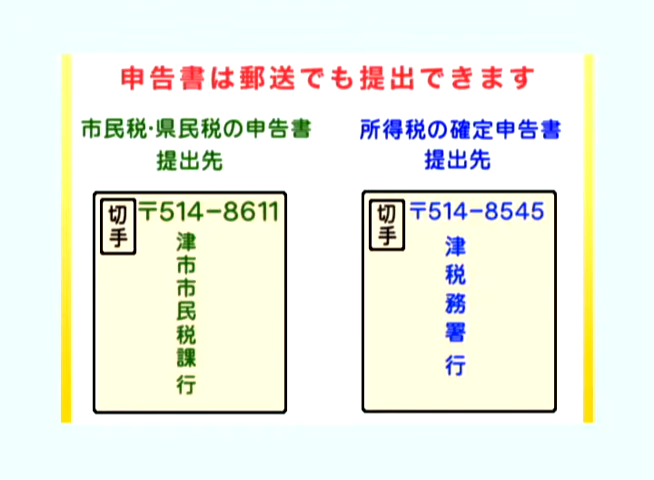 申告書は郵送でも提出できます
市民税・県民税の申告書
提出先
切手
〒514-8611
津市市民税課行
所得税の確定申告書
提出先
切手
〒514-8545
津税務署行